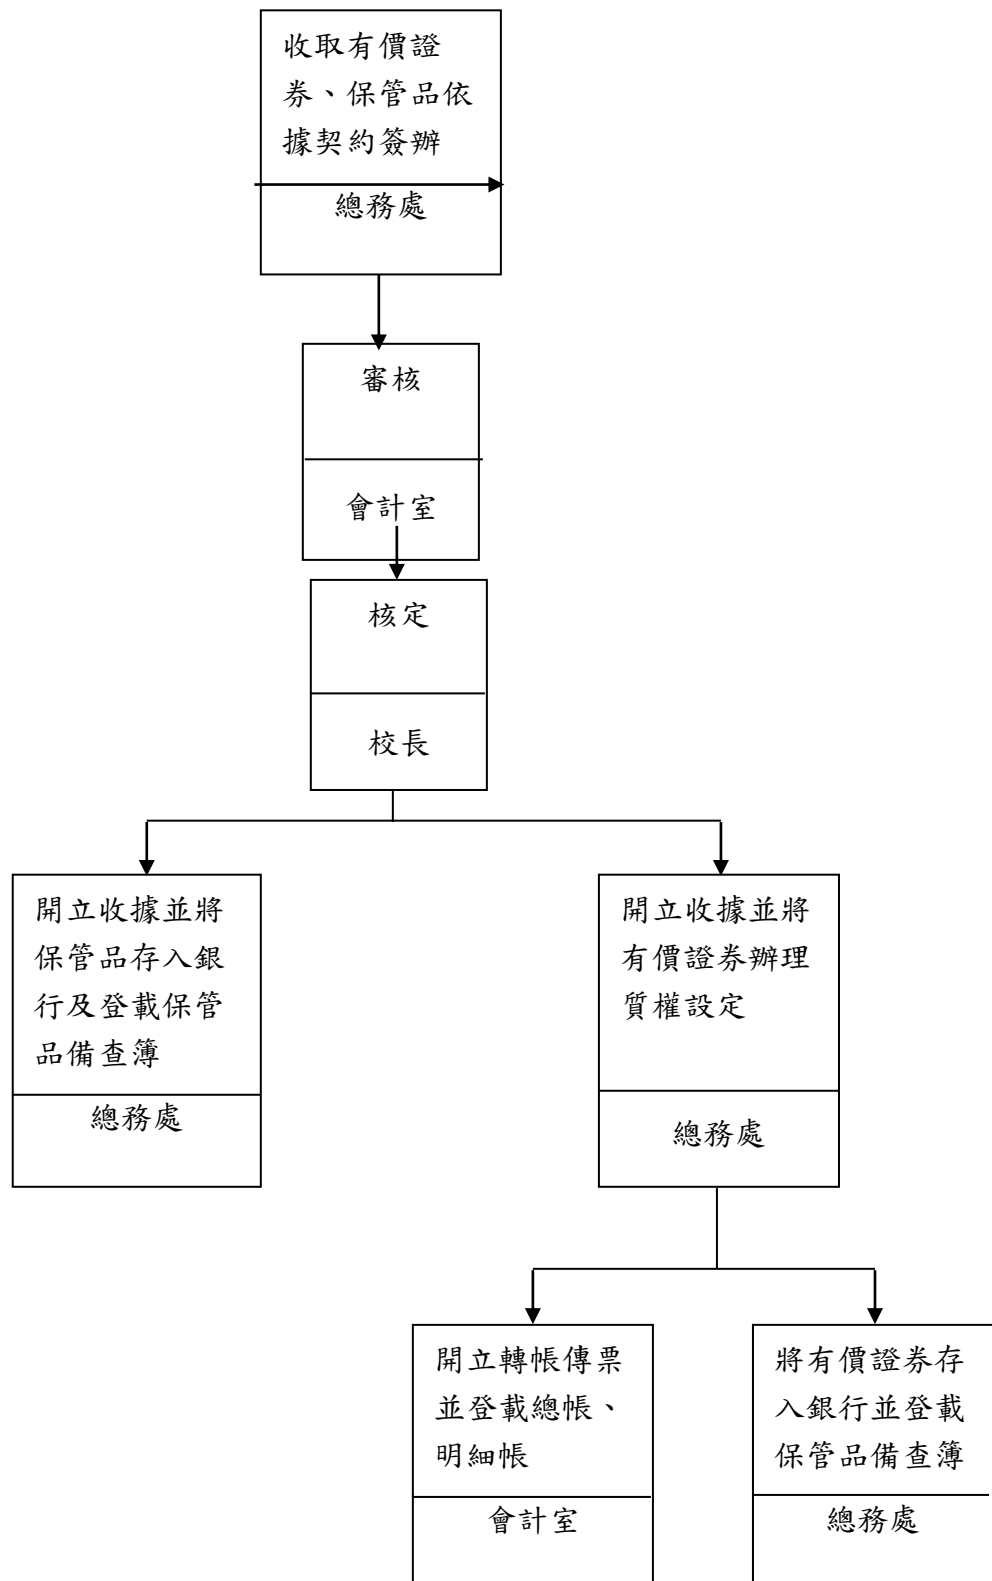 收取有價證
券、保管品依
據契約簽辦
總務處
審核
會計室
核定
校長
開立收據並將
保管品存入銀
行及登載保管
品備查簿
總務處
開立收據並將
有價證券辦理
質權設定
總務處
開立轉帳傳票
並登載總帳、
明細帳
會計室
將有價證券存
入銀行並登載
保管品備查簿
總務處